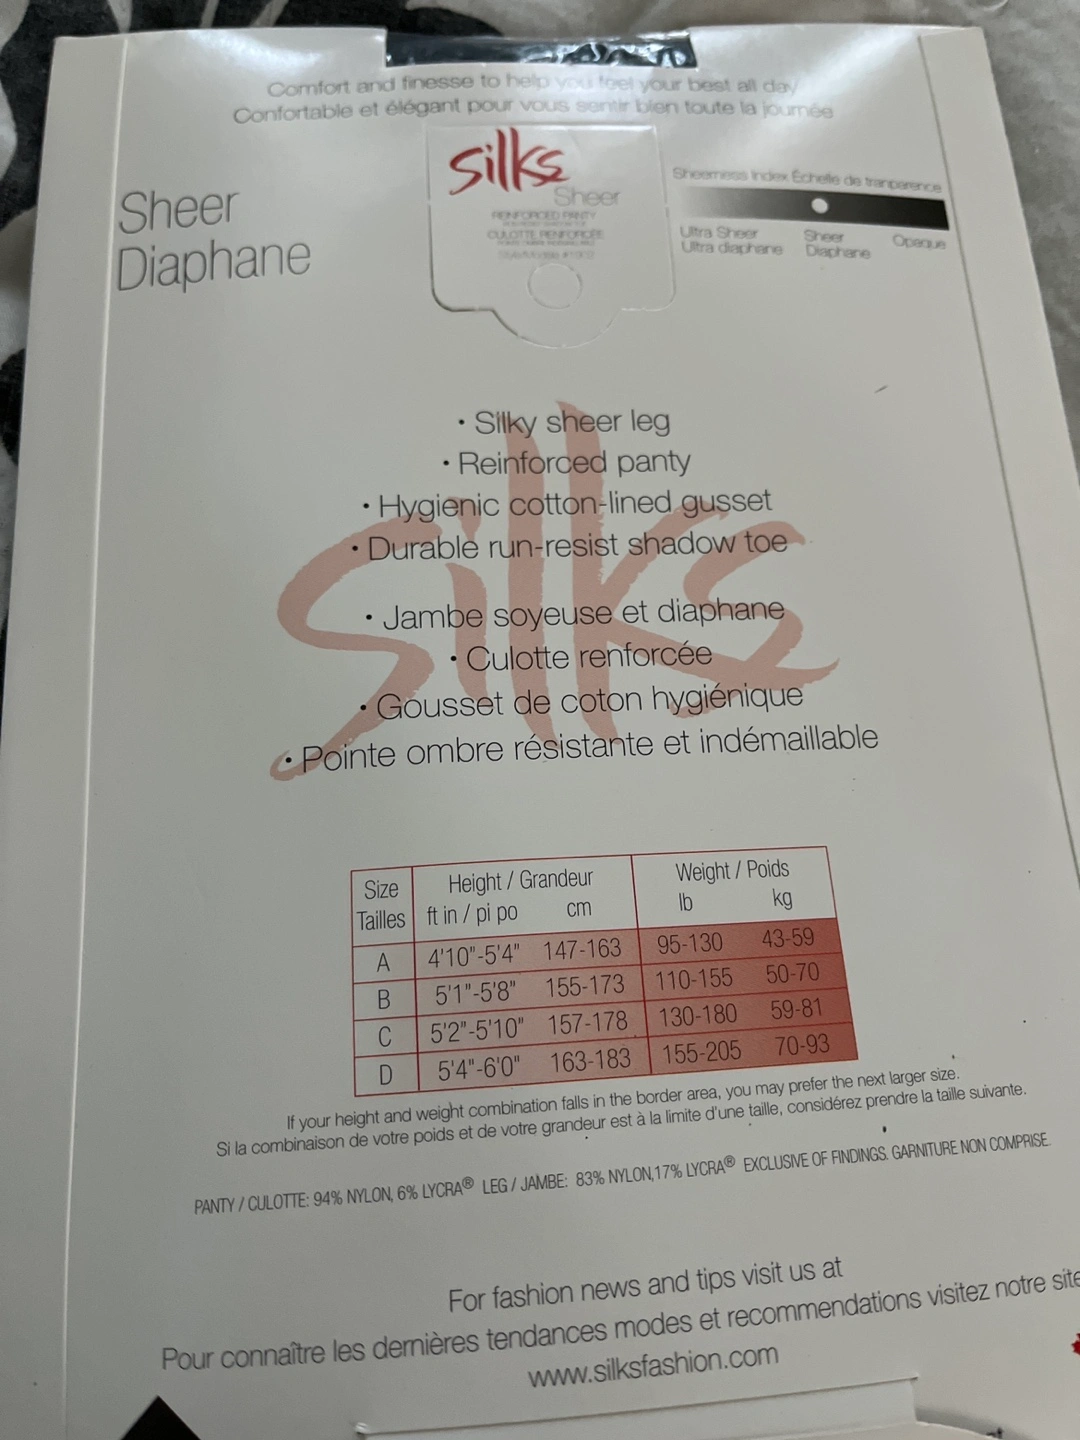 Comfort and finesse to help you feel your best all day
Confortable et élégant pour vous sentir bien toute la journée
Sheer
Diaphane
silks
Sheer
REINFORCED PANTY
CULOTTE RENFORCÉE
Sheerness Index Échelle de tranparence
Ultra Sheer Sheer Opaque
Ultra diaphane Diaphane
• Silky sheer leg
• Reinforced panty
• Hygienic cotton-lined gusset
• Durable run-resist shadow toe
• Jambe soyeuse et diaphane
• Culotte renforcée
• Gousset de coton hygiénique
• Pointe ombre résistante et indémaillable
silks
Size Height / Grandeur Weight / Poids
Tailles ft in / pi po cm lb kg
A 4'10"-5'4" 147-163 95-130 43-59
B 5'1"-5'8" 155-173 110-155 50-70
C 5'2"-5'10" 157-178 130-180 59-81
D 5'4"-6'0" 163-183 155-205 70-93
If your height and weight combination falls in the border area, you may prefer the next larger size.
Si la combinaison de votre poids et de votre grandeur est à la limite d'une taille, considérez prendre la taille suivante.
PANTY / CULOTTE: 94% NYLON, 6% LYCRA® LEG / JAMBE: 83% NYLON,17% LYCRA® EXCLUSIVE OF FINDINGS. GARNITURE NON COMPRISE.
For fashion news and tips visit us at
Pour connaître les dernières tendances modes et recommendations visitez notre site
www.silksfashion.com